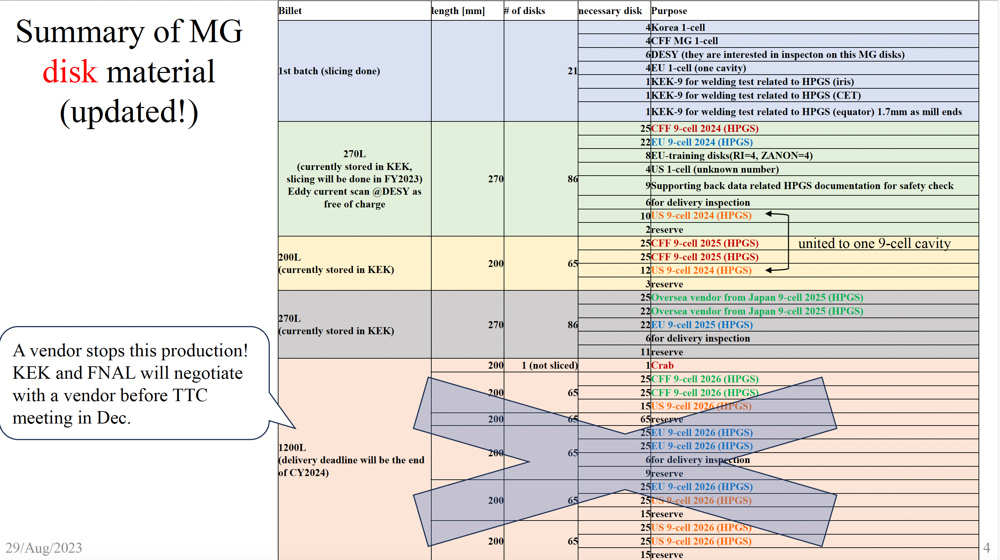 Summary of MG
disk material
(updated!)
Billet length [mm] # of disks necessary disk Purpose
1st batch (slicing done) 21
4 Korea 1-cell
4 CFF MG 1-cell
6 DESY (they are interested in inspecton on this MG disks)
4 EU 1-cell (one cavity)
1 KEK-9 for welding test related to HPGS (iris)
1 KEK-9 for welding test related to HPGS (CET)
1 KEK-9 for welding test related to HPGS (equator) 1.7mm as mill ends
270L
(currently stored in KEK,
slicing will be done in FY2023)
Eddy current scan @DESY as
free of charge
270 86
25 CFF 9-cell 2024 (HPGS)
22 EU 9-cell 2024 (HPGS)
8 EU-training disks(RI=4, ZANON=4)
4 US 1-cell (unknown number)
9 Supporting back data related HPGS documentation for safety check
6 for delivery inspection
10 US 9-cell 2024 (HPGS)
2 reserve
united to one 9-cell cavity
200L
(currently stored in KEK)
200 65
25 CFF 9-cell 2025 (HPGS)
25 CFF 9-cell 2025 (HPGS)
12 US 9-cell 2024 (HPGS)
3 reserve
270L
(currently stored in KEK)
270 86
25 Oversea vendor from Japan 9-cell 2025 (HPGS)
22 Oversea vendor from Japan 9-cell 2025 (HPGS)
22 EU 9-cell 2025 (HPGS)
6 for delivery inspection
11 reserve
A vendor stops this production!
KEK and FNAL will negotiate
with a vendor before TTC
meeting in Dec.
1200L
(delivery deadline will be the end
of CY2024)
200 1 (not sliced) 1 Crab
200 65
25 CFF 9-cell 2026 (HPGS)
25 CFF 9-cell 2026 (HPGS)
15 US 9-cell 2026 (HPGS)
200 65 65 reserve
200 65
25 EU 9-cell 2026 (HPGS)
25 EU 9-cell 2026 (HPGS)
6 for delivery inspection
9 reserve
200 65
25 EU 9-cell 2026 (HPGS)
25 US 9-cell 2026 (HPGS)
15 reserve
200 65
25 US 9-cell 2026 (HPGS)
25 US 9-cell 2026 (HPGS)
15 reserve
29/Aug/2023
4